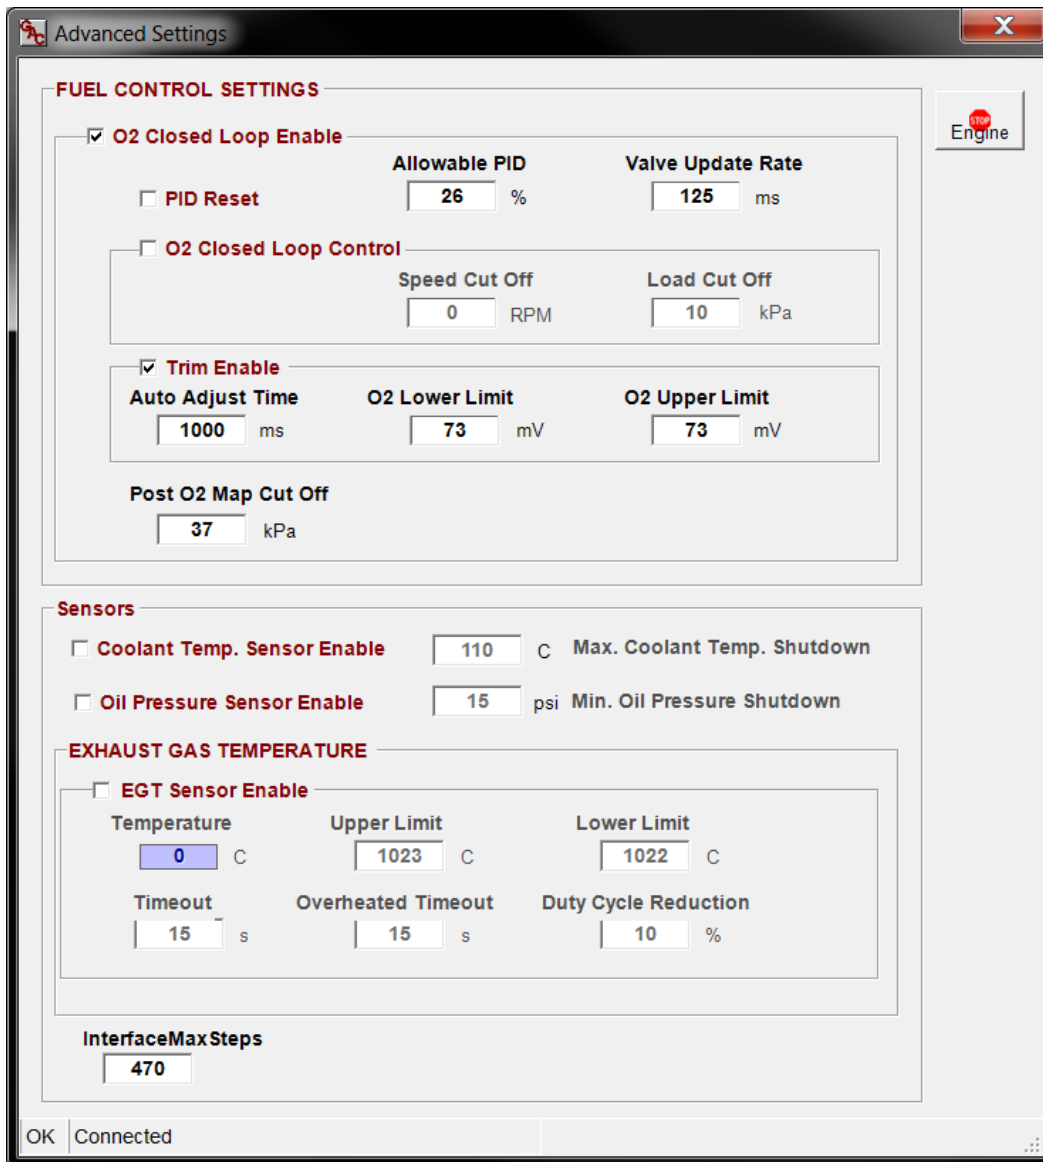 GAC Advanced Settings X
FUEL CONTROL SETTINGS
STOP
Engine
O2 Closed Loop Enable
Allowable PID Valve Update Rate
PID Reset 26 % 125 ms
O2 Closed Loop Control
Speed Cut Off Load Cut Off
0 RPM 10 kPa
Trim Enable
Auto Adjust Time O2 Lower Limit O2 Upper Limit
1000 ms 73 mV 73 mV
Post O2 Map Cut Off
37 kPa
Sensors
Coolant Temp. Sensor Enable 110 C Max. Coolant Temp. Shutdown
Oil Pressure Sensor Enable 15 psi Min. Oil Pressure Shutdown
EXHAUST GAS TEMPERATURE
EGT Sensor Enable
Temperature Upper Limit Lower Limit
0 C 1023 C 1022 C
Timeout Overheated Timeout Duty Cycle Reduction
15 s 15 s 10 %
InterfaceMaxSteps
470
OK Connected